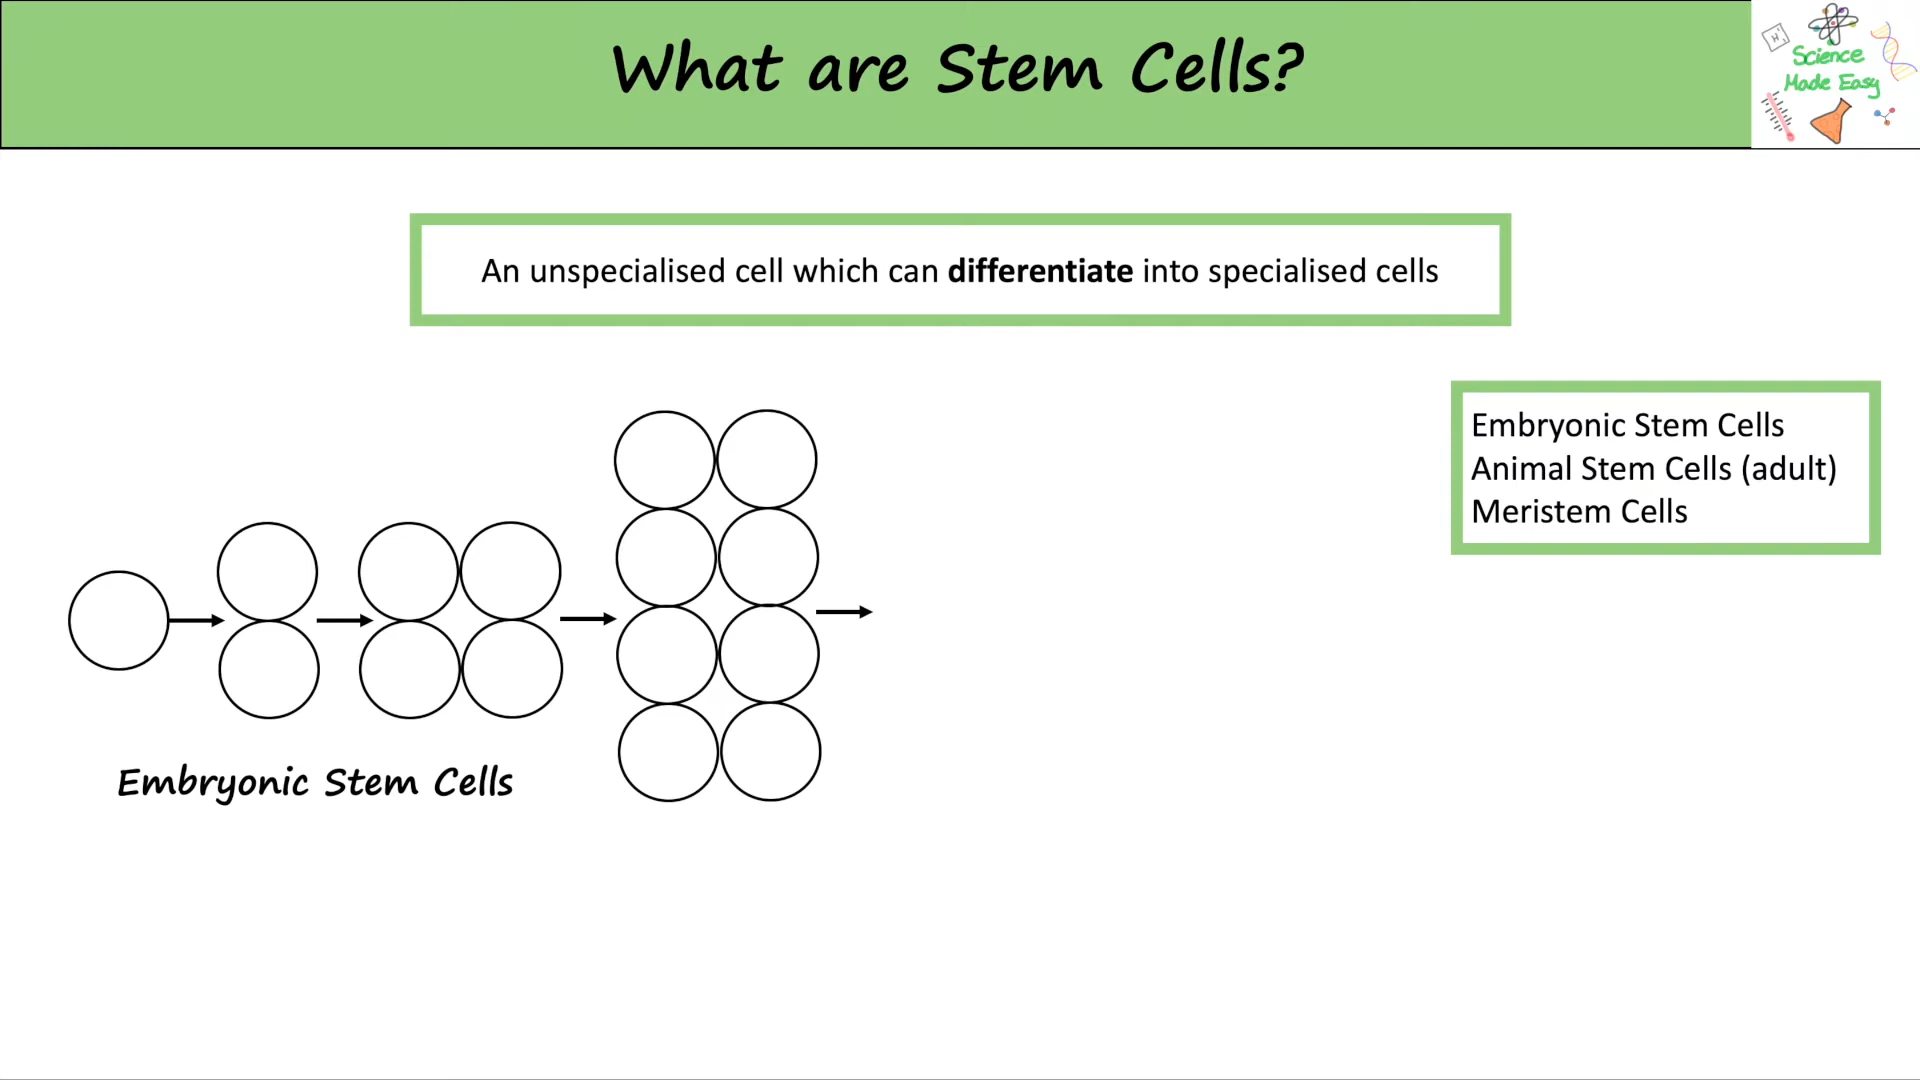 What are Stem Cells?
Science
Made Easy
An unspecialised cell which can differentiate into specialised cells
Embryonic Stem Cells
Animal Stem Cells (adult)
Meristem Cells
Embryonic Stem Cells